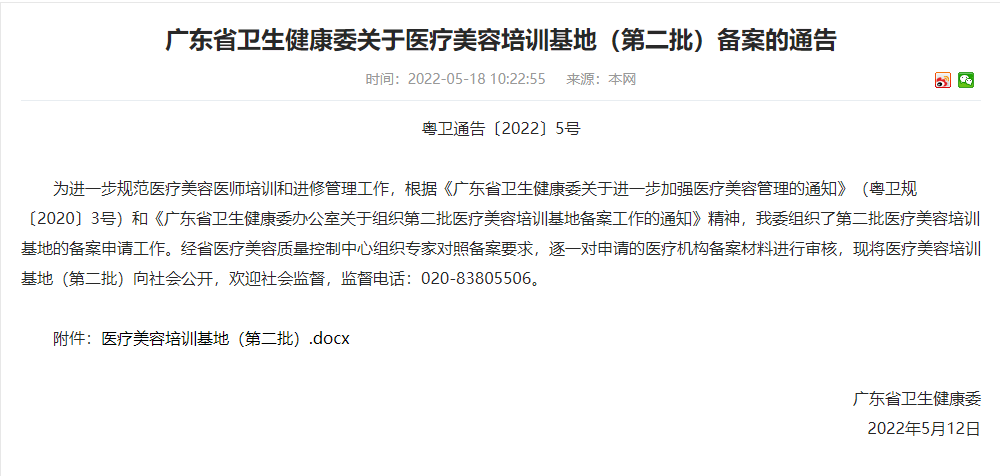 广东省卫生健康委关于医疗美容培训基地（第二批）备案的通告
时间：2022-05-18 10:22:55 来源：本网
粤卫通告〔2022〕5号
为进一步规范医疗美容医师培训和进修管理工作，根据《广东省卫生健康委关于进一步加强医疗美容管理的通知》（粤卫规
〔2020〕3号）和《广东省卫生健康委办公室关于组织第二批医疗美容培训基地备案工作的通知》精神，我委组织了第二批医疗美容培训
基地的备案申请工作。经省医疗美容质量控制中心组织专家对照备案要求，逐一对申请的医疗机构备案材料进行审核，现将医疗美容培训
基地（第二批）向社会公开，欢迎社会监督，监督电话：020-83805506。
附件：医疗美容培训基地（第二批）.docx
广东省卫生健康委
2022年5月12日